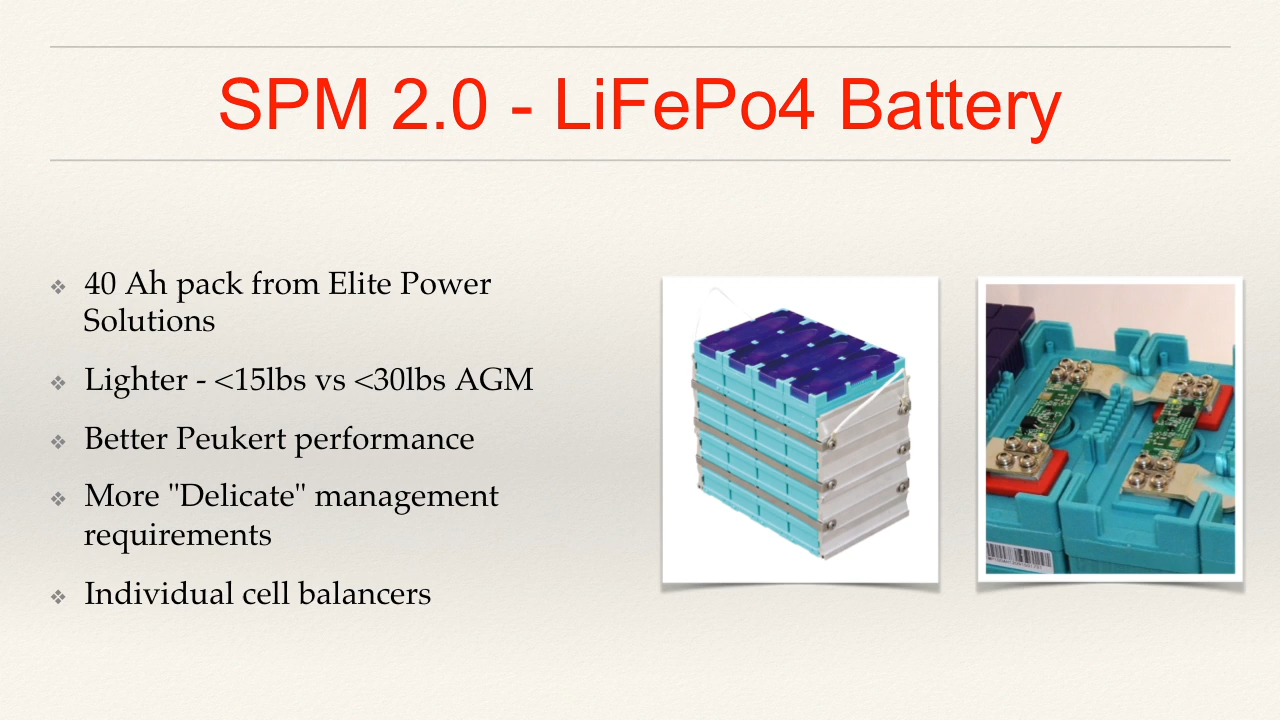 SPM 2.0 - LiFePo4 Battery
❖ 40 Ah pack from Elite Power
Solutions
❖ Lighter - <15lbs vs <30lbs AGM
❖ Better Peukert performance
❖ More "Delicate" management
requirements
❖ Individual cell balancers